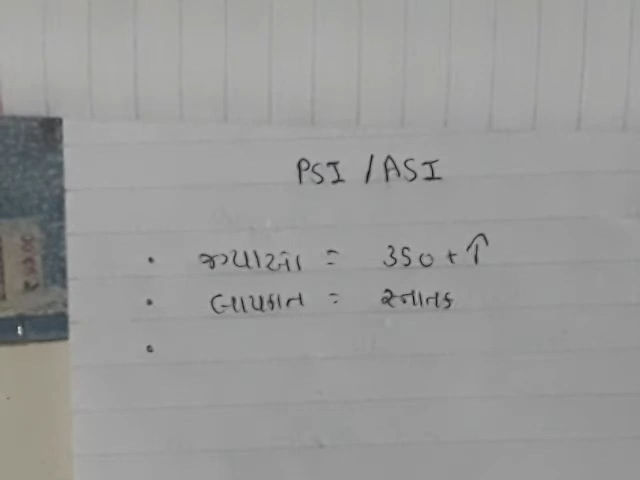 PSI / ASI
• જગ્યાઓ = 350 + ↑
• લાયકાત = સ્નાતક
•